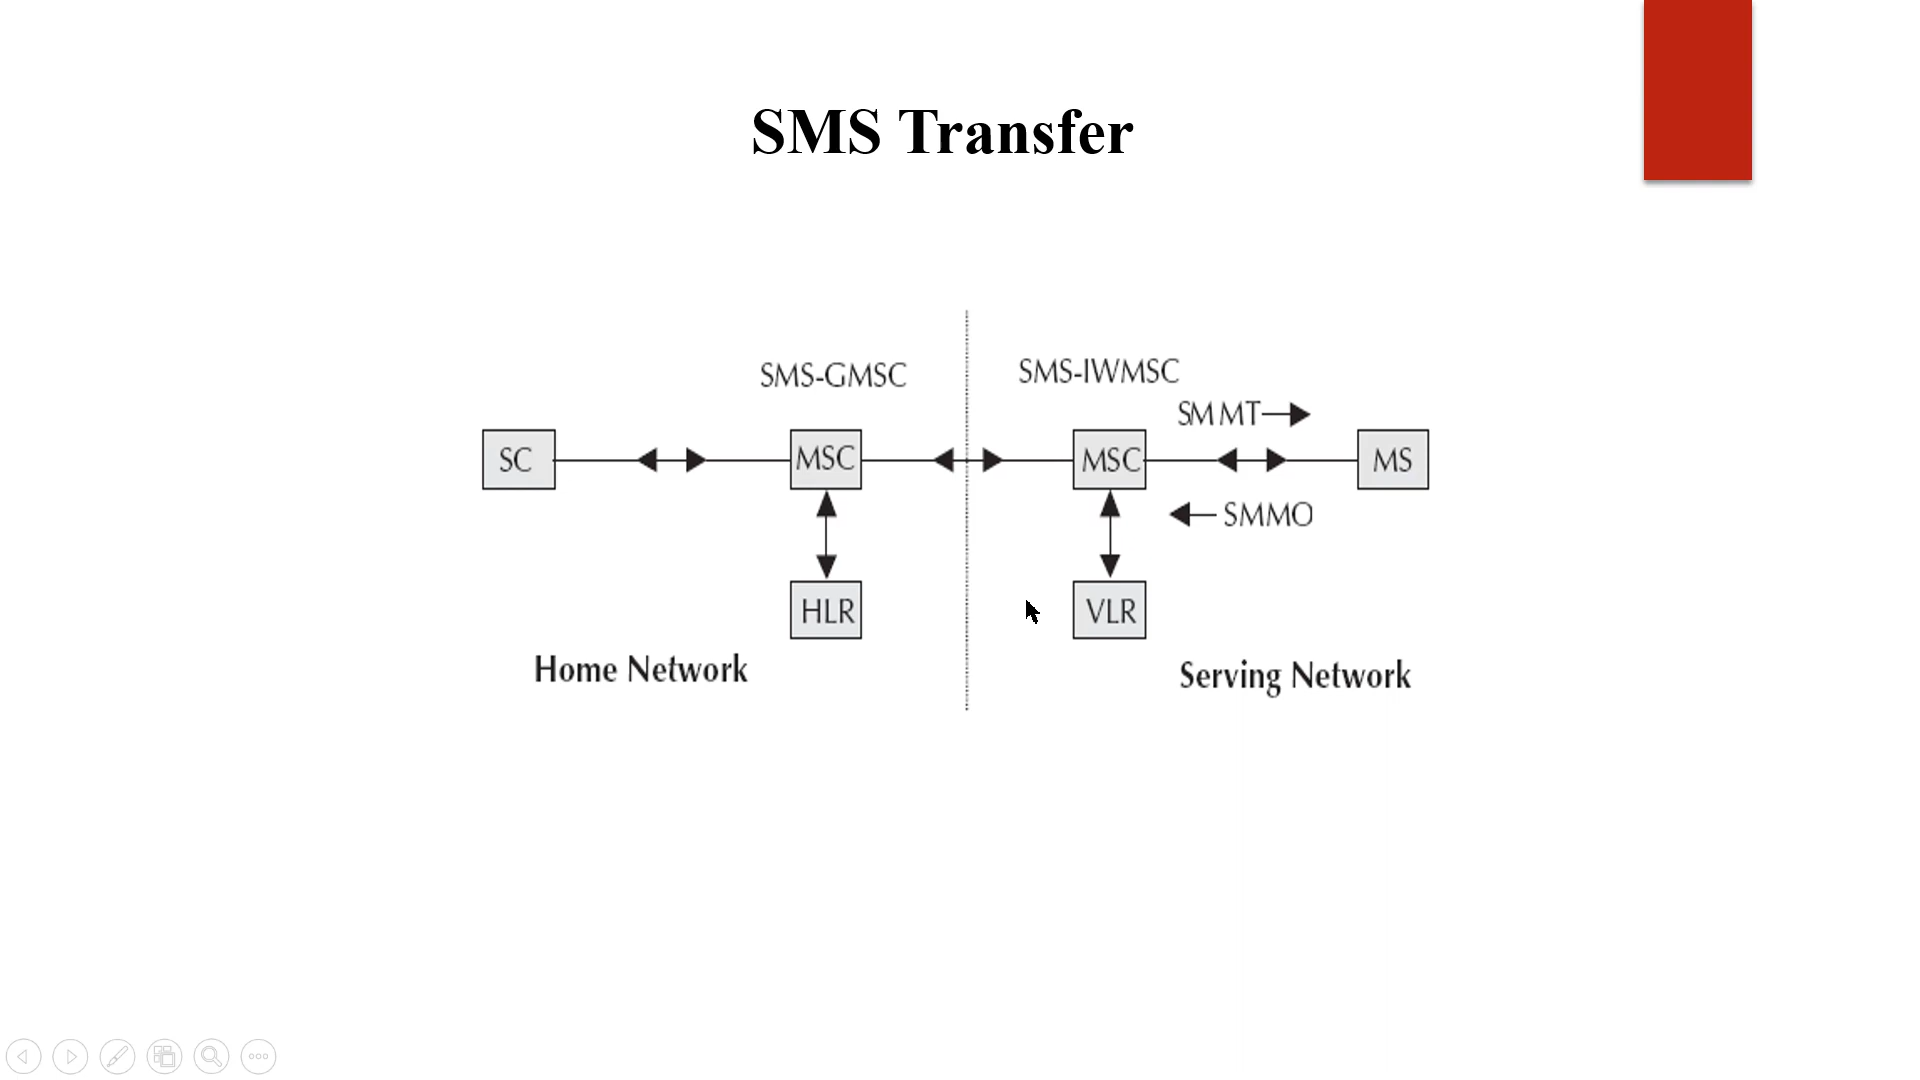 SMS Transfer
SMS-GMSC
SMS-IWMSC
SM MT
SC
MSC
MSC
MS
SMMO
HLR
VLR
Home Network
Serving Network